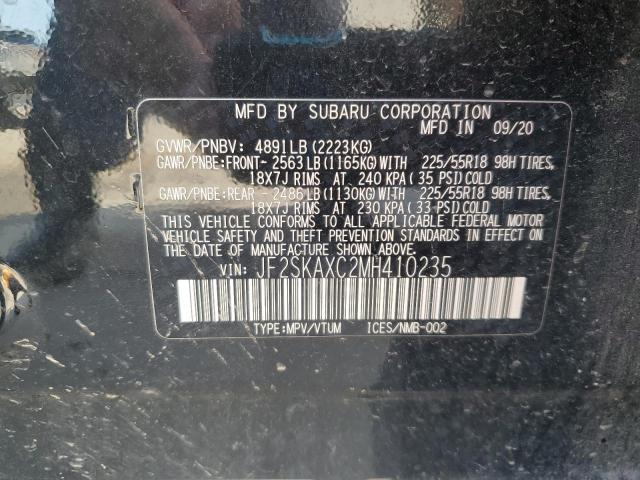 MFD BY SUBARU CORPORATION
MFD IN 09/20
GVWR/PNBV: 4891LB(2223KG)
GAWR/PNBE:FRONT- 2563LB(1165KG)WITH 225/55R18 98H TIRES,
18X7J RIMS AT 240 KPA(35 PSI)COLD
GAWR/PNBE:REAR -2486LB(1130KG)WITH 225/55R18 98H TIRES,
18X7J RIMS AT 230 KPA(33 PSI)COLD
THIS VEHICLE CONFORMS TO ALL APPLICABLE FEDERAL MOTOR
VEHICLE SAFETY AND THEFT PREVENTION STANDARDS IN EFFECT
ON THE DATE OF MANUFACTURE SHOWN ABOVE.
VIN: JF2SKAXC2MH410235
TYPE:MPV/VTUM ICES/NMB-002